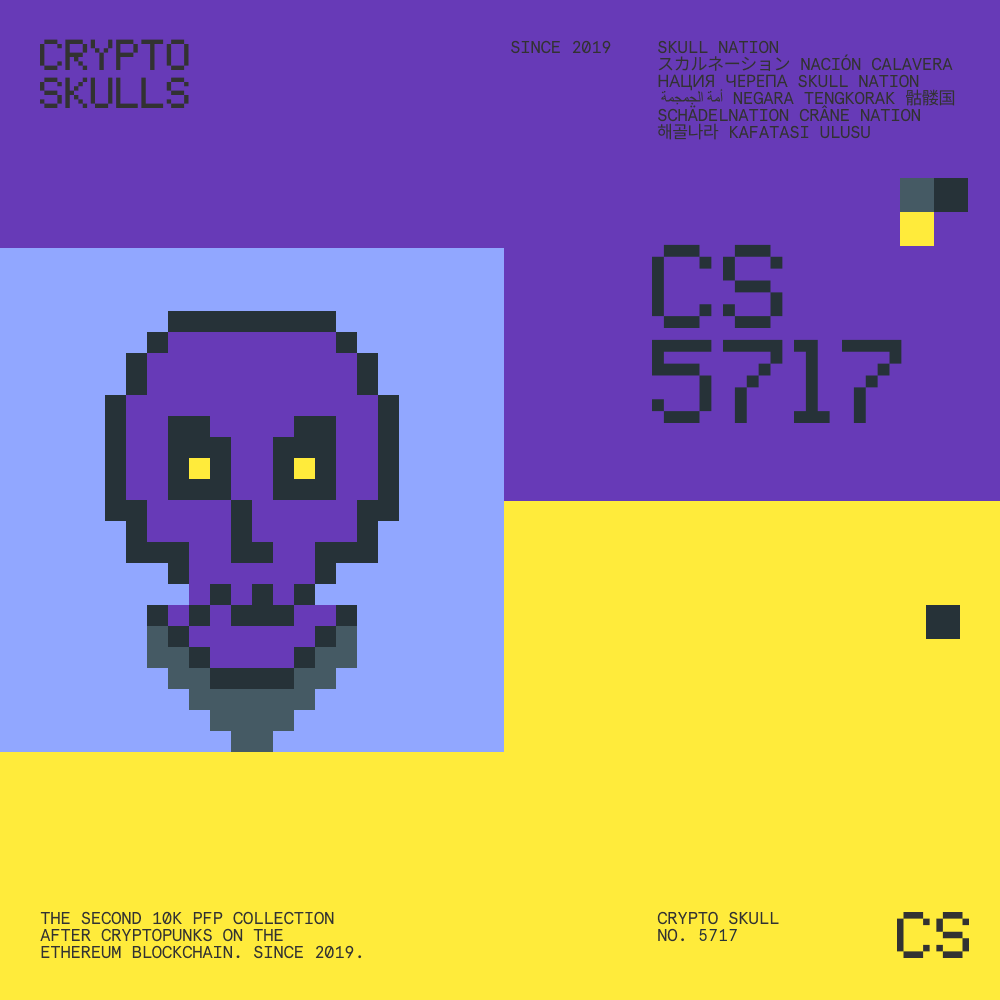 CRYPTO
SKULLS
SINCE 2019
SKULL NATION
スカルネーション NACIÓN CALAVERA
НАЦИЯ ЧЕРЕПА SKULL NATION
أمة الجمجمة NEGARA TENGKORAK 骷髅国
SCHÄDELNATION CRÂNE NATION
해골나라 KAFATASI ULUSU
CS
5717
THE SECOND 10K PFP COLLECTION
AFTER CRYPTOPUNKS ON THE
ETHEREUM BLOCKCHAIN. SINCE 2019.
CRYPTO SKULL
NO. 5717
CS